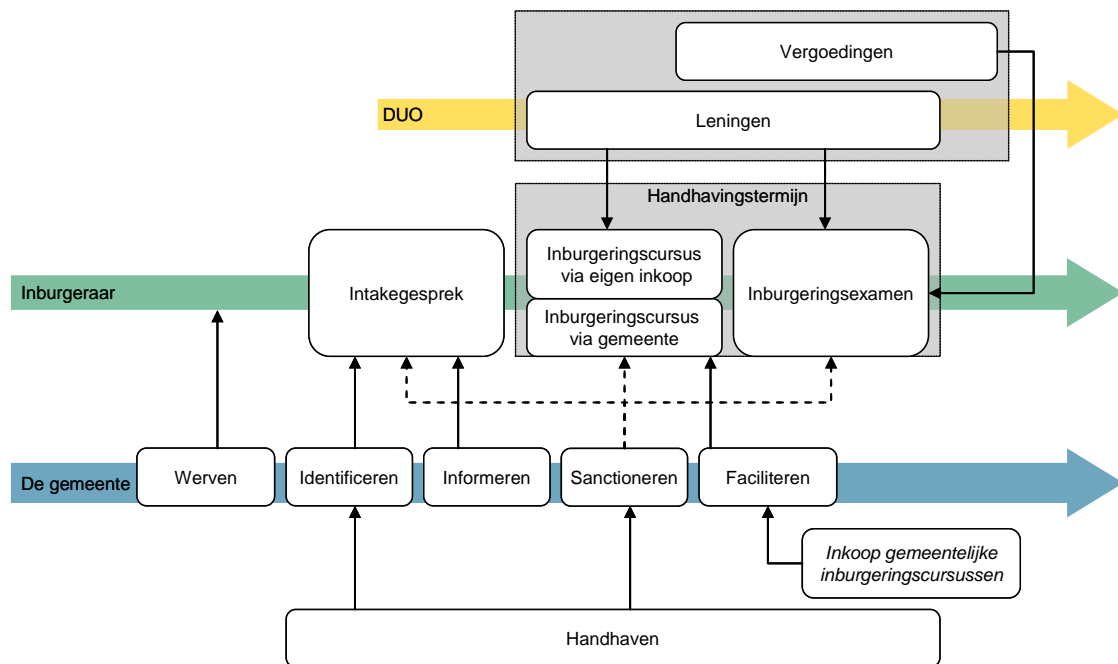 Vergoedingen
DUO
Leningen
Handhavingstermijn
Inburgeraar
Intakegesprek
Inburgeringscursus
via eigen inkoop
Inburgeringscursus
via gemeente
Inburgeringsexamen
De gemeente
Werven
Identificeren
Informeren
Sanctioneren
Faciliteren
Inkoop gemeentelijke
inburgeringscursussen
Handhaven